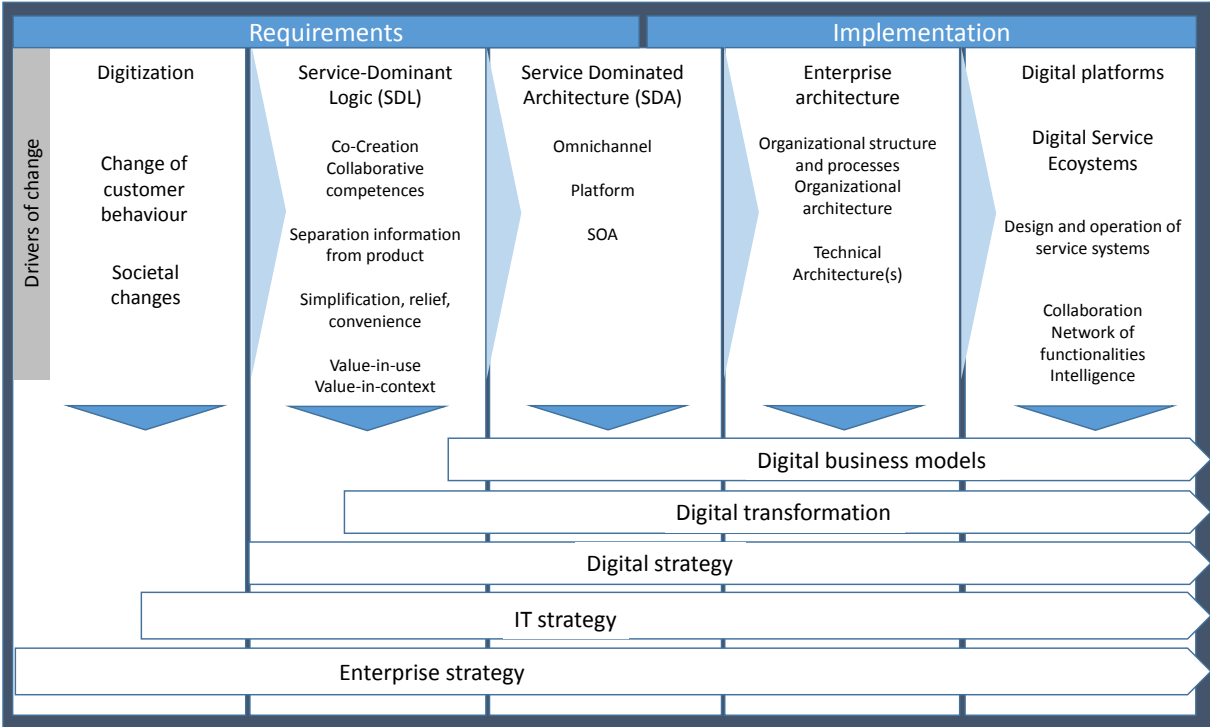 Requirements
Implementation
Drivers of change
Digitization
Change of
customer
behaviour
Societal
changes
Service-Dominant
Logic (SDL)
Co-Creation
Collaborative
competences
Separation information
from product
Simplification, relief,
convenience
Value-in-use
Value-in-context
Service Dominated
Architecture (SDA)
Omnichannel
Platform
SOA
Enterprise
architecture
Organizational structure
and processes
Organizational
architecture
Technical
Architecture(s)
Digital platforms
Digital Service
Ecoystems
Design and operation of
service systems
Collaboration
Network of
functionalities
Intelligence
Digital business models
Digital transformation
Digital strategy
IT strategy
Enterprise strategy